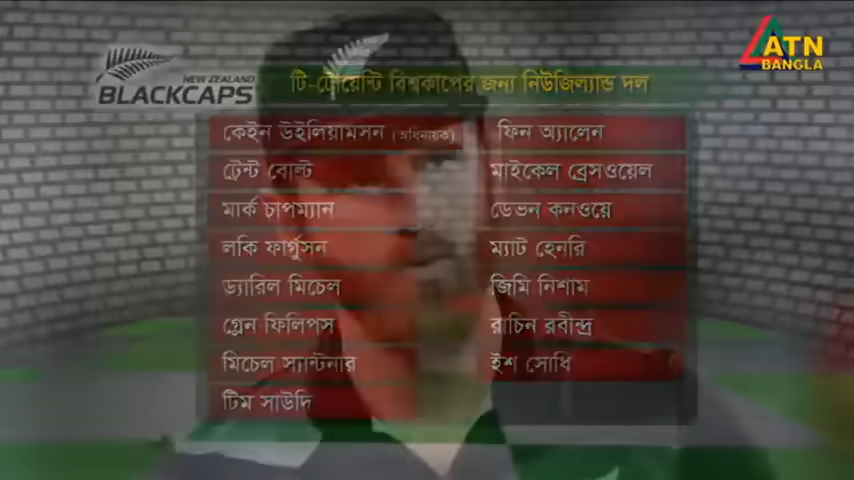 ATN
BANGLA
NEW ZEALAND
BLACKCAPS
টি-টোয়েন্টি বিশ্বকাপের জন্য নিউজিল্যান্ড দল
কেইন উইলিয়ামসন (অধিনায়ক)
ট্রেন্ট বোল্ট
মার্ক চাপম্যান
লকি ফার্গুসন
ড্যারিল মিচেল
গ্লেন ফিলিপস
মিচেল স্যান্টনার
টিম সাউদি
ফিন অ্যালেন
মাইকেল ব্রেসওয়েল
ডেভন কনওয়ে
ম্যাট হেনরি
জিমি নিশাম
রাচিন রবীন্দ্র
ইশ সোধি